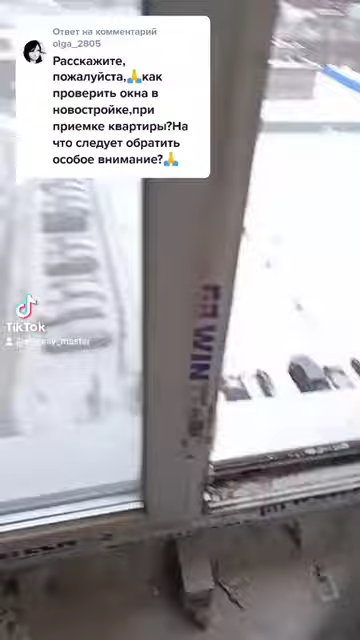 Ответ на комментарий
olga_2805
Расскажите,
пожалуйста,🙏как
проверить окна в
новостройке,при
приемке квартиры?На
что следует обратить
особое внимание?🙏
TikTok
WIN